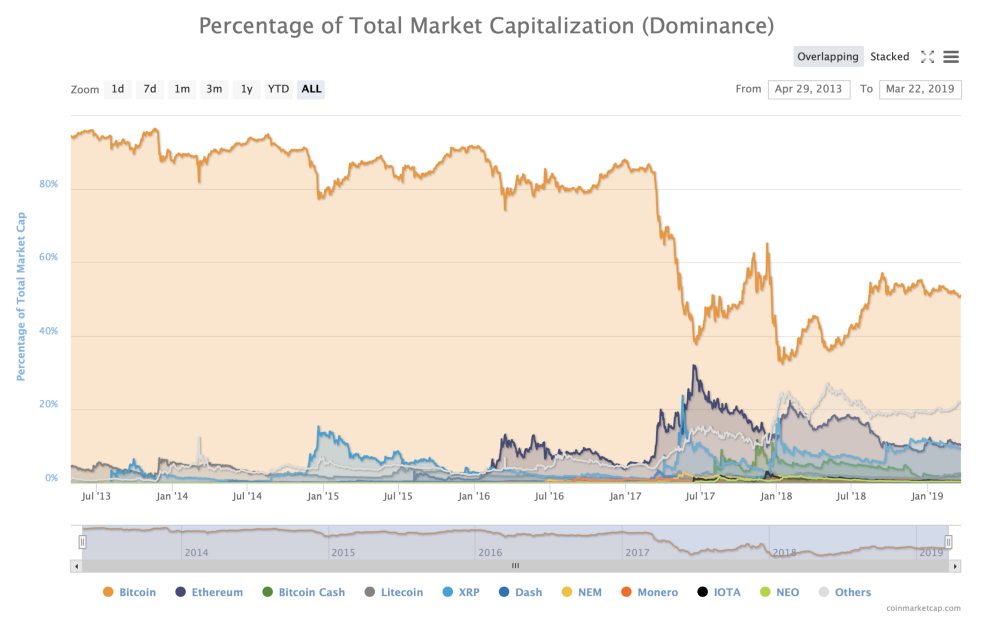 Percentage of Total Market Capitalization (Dominance)
Overlapping Stacked
Zoom 1d 7d 1m 3m 1y YTD ALL From Apr 29, 2013 To Mar 22, 2019
Percentage of Total Market Cap
80%
60%
40%
20%
0%
Jul '13 Jan '14 Jul '14 Jan '15 Jul '15 Jan '16 Jul '16 Jan '17 Jul '17 Jan '18 Jul '18 Jan '19
2014 2015 2016 2017 2018 2019
Bitcoin Ethereum Bitcoin Cash Litecoin XRP Dash NEM Monero IOTA NEO Others
coinmarketcap.com